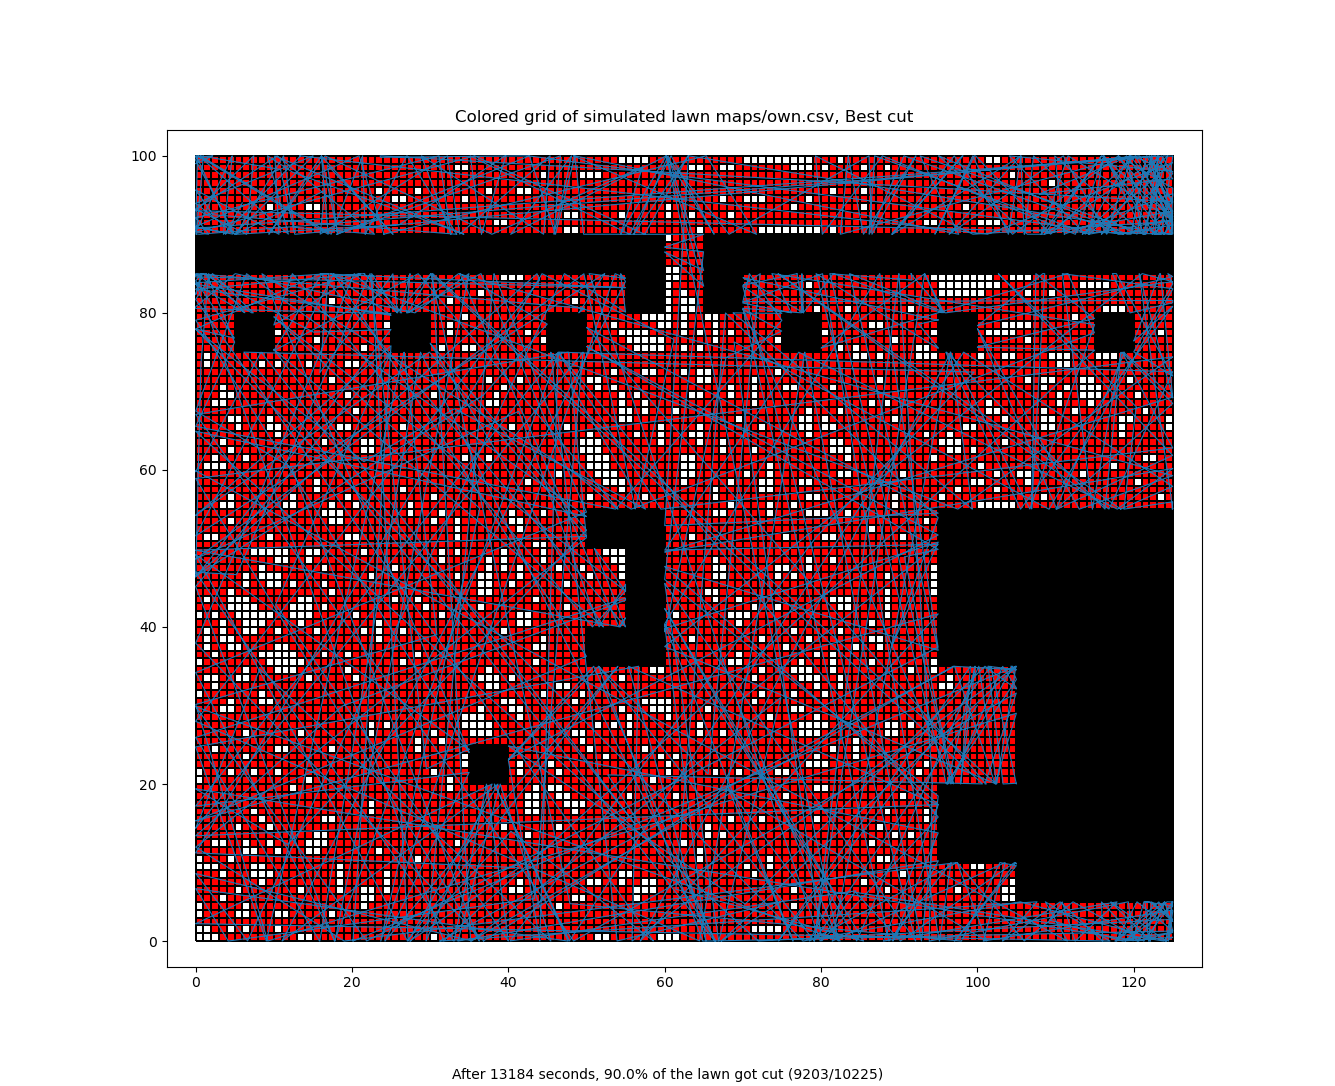 Colored grid of simulated lawn maps/own.csv, Best cut
100
80
60
40
20
0
0 20 40 60 80 100 120
After 13184 seconds, 90.0% of the lawn got cut (9203/10225)